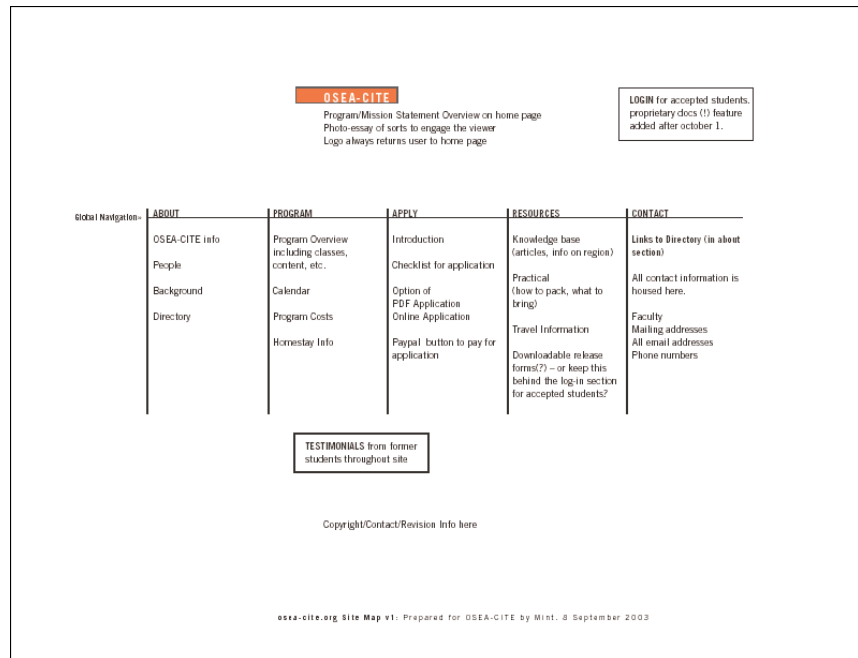 OSEA-CITE
Program/Mission Statement Overview on home page
Photo-essay of sorts to engage the viewer
Logo always returns user to home page
LOGIN for accepted students.
proprietary docs (!) feature
added after october 1.
Global Navigation»
ABOUT
OSEA-CITE info
People
Background
Directory
PROGRAM
Program Overview
including classes,
content, etc.
Calendar
Program Costs
Homestay Info
APPLY
Introduction
Checklist for application
Option of
PDF Application
Online Application
Paypal button to pay for
application
RESOURCES
Knowledge base
(articles, info on region)
Practical
(how to pack, what to
bring)
Travel Information
Downloadable release
forms(?) – or keep this
behind the log-in section
for accepted students?
CONTACT
Links to Directory (in about
section)
All contact information is
housed here.
Faculty
Mailing addresses
All email addresses
Phone numbers
TESTIMONIALS from former
students throughout site
Copyright/Contact/Revision Info here
osea-cite.org Site Map v1: Prepared for OSEA-CITE by Mint. 8 September 2003